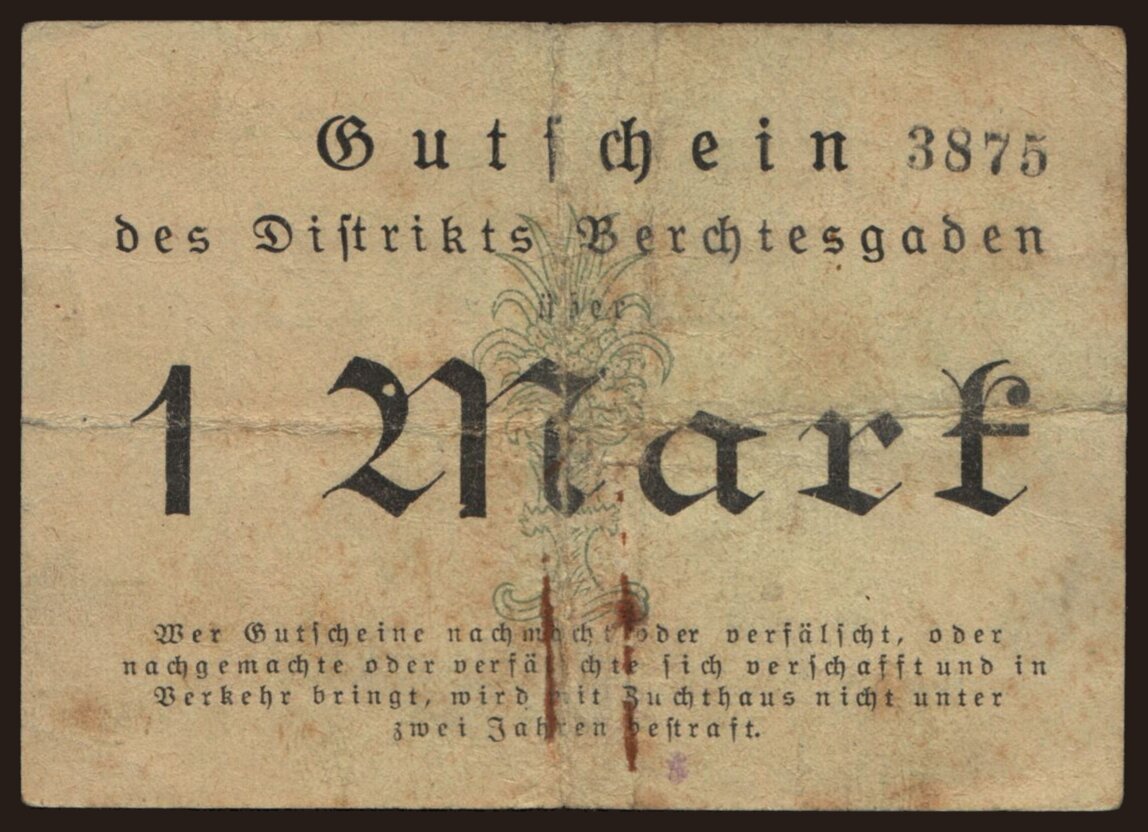 Gutschein 3875
des Distrikts Berchtesgaden
über
1 Mark
Wer Gutscheine nachmacht oder verfälscht, oder
nachgemachte oder verfälschte sich verschafft und in
Verkehr bringt, wird mit Zuchthaus nicht unter
zwei Jahren bestraft.